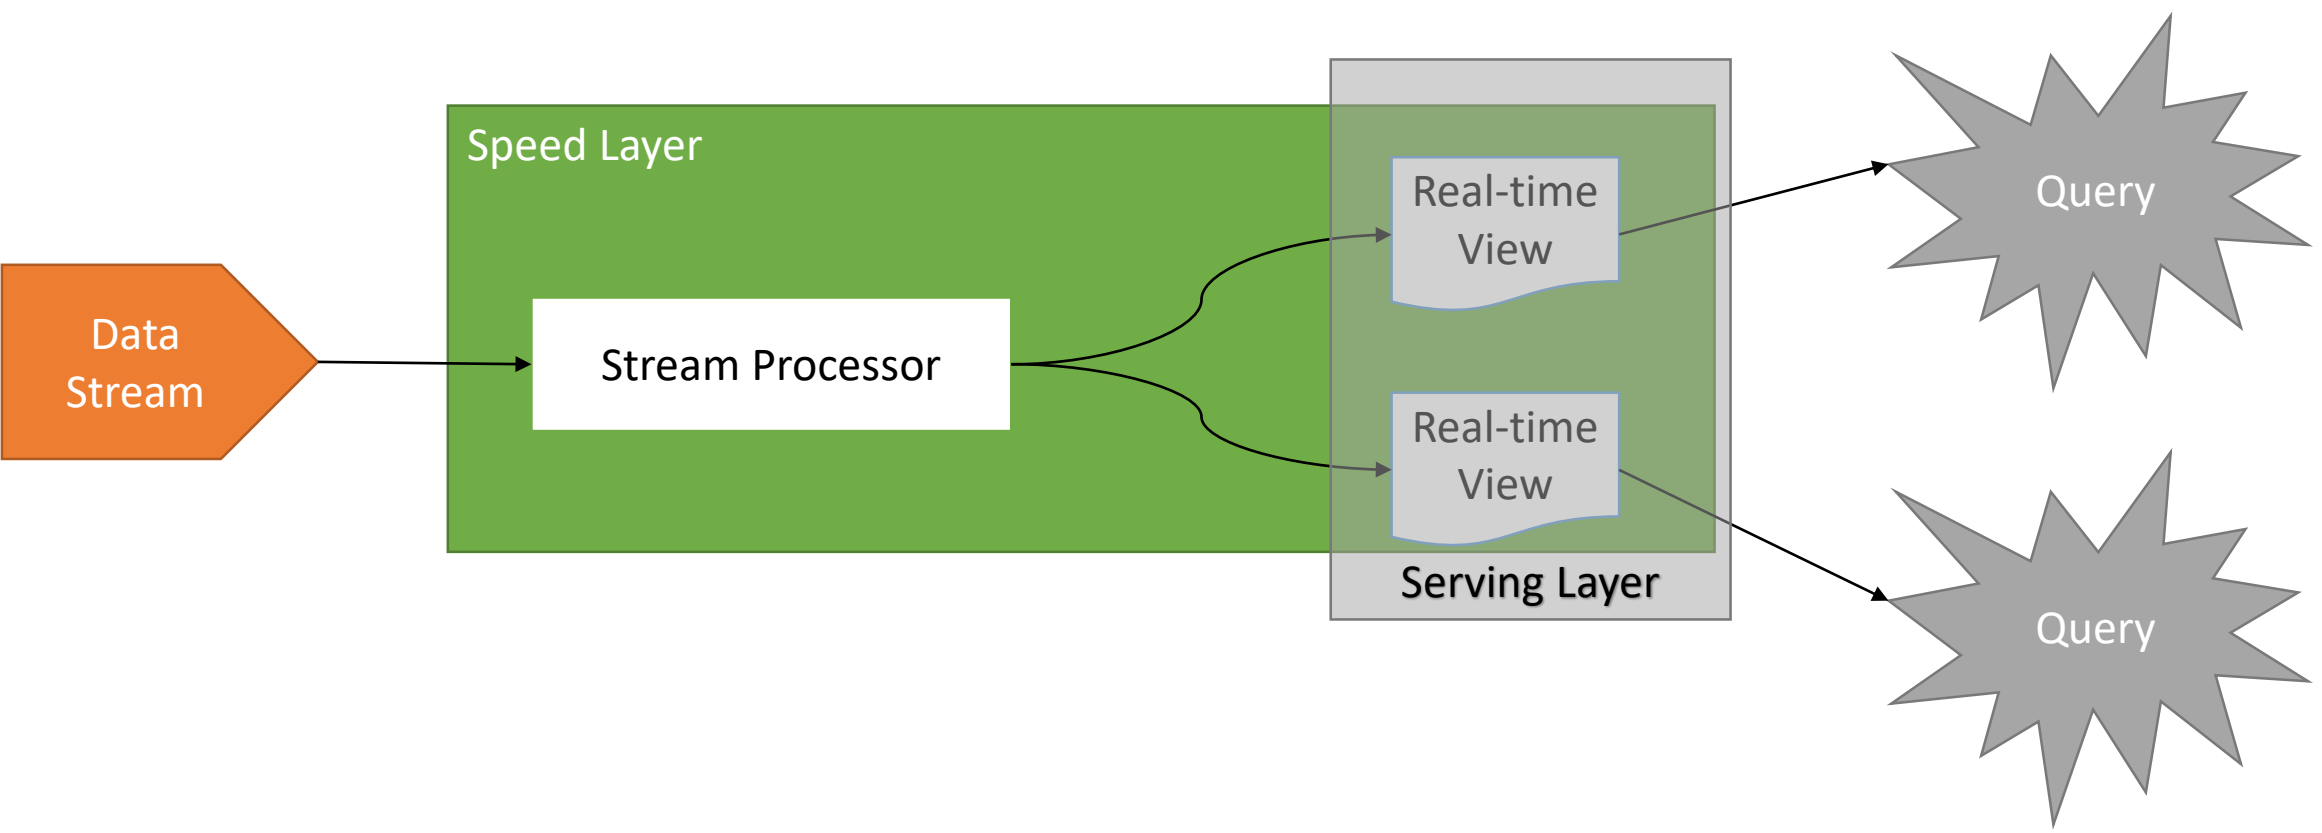 Speed Layer
Data
Stream
Stream Processor
Real-time
View
Real-time
View
Serving Layer
Query
Query